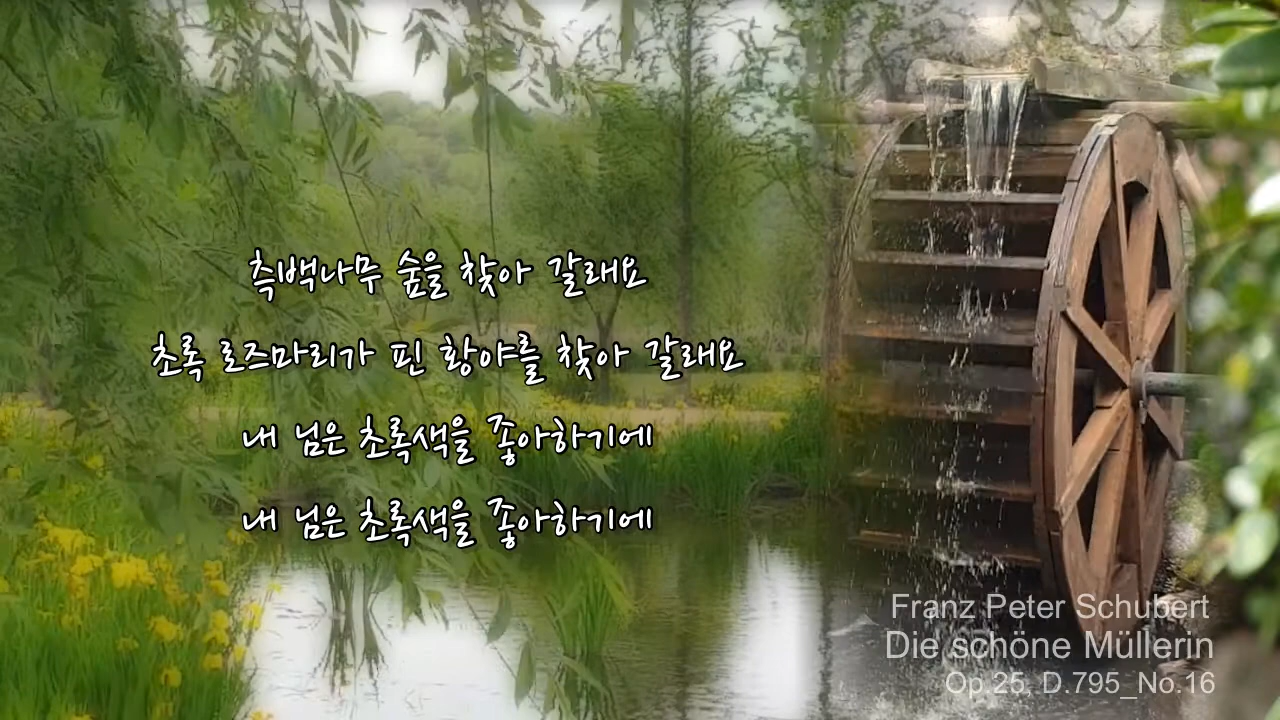 측백나무 숲을 찾아 갈래요
초록 로즈마리가 핀 황야를 찾아 갈래요
내 님은 초록색을 좋아하기에
내 님은 초록색을 좋아하기에
Franz Peter Schubert
Die schöne Müllerin
Op.25, D.795_No.16